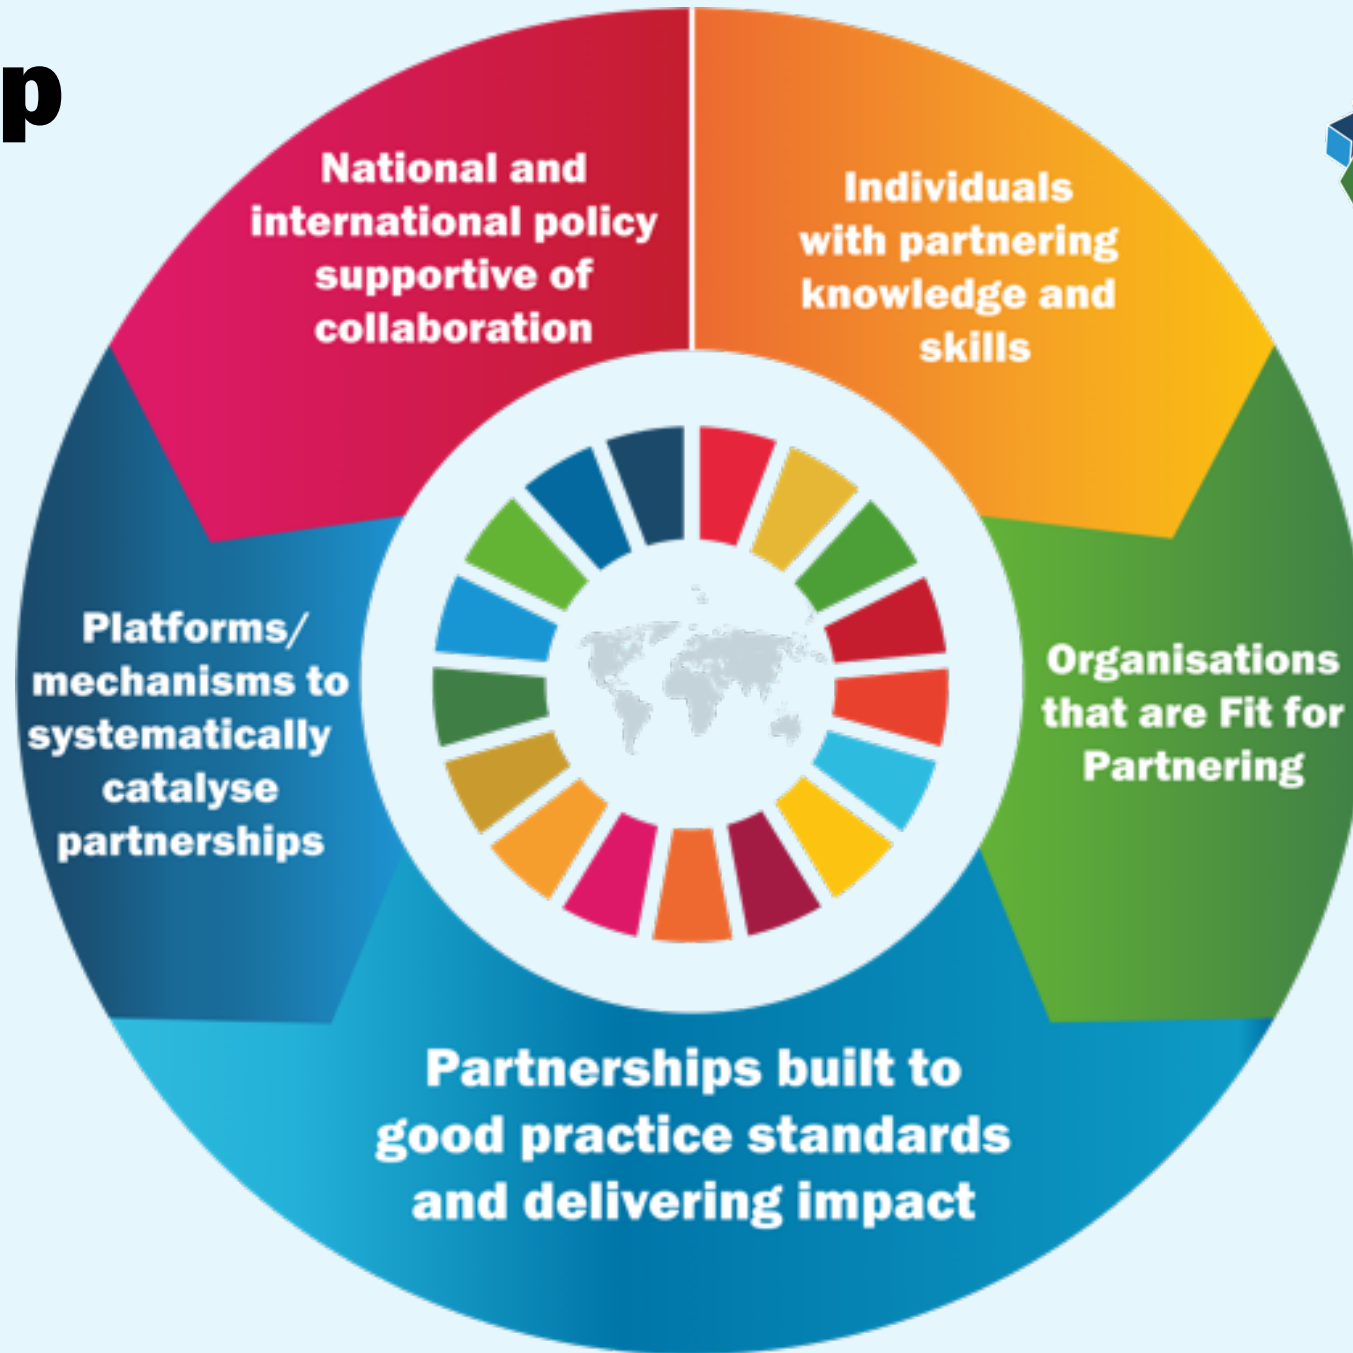 p
National and
international policy
supportive of
collaboration
Individuals
with partnering
knowledge and
skills
Platforms/
mechanisms to
systematically
catalyse
partnerships
Organisations
that are Fit for
Partnering
Partnerships built to
good practice standards
and delivering impact